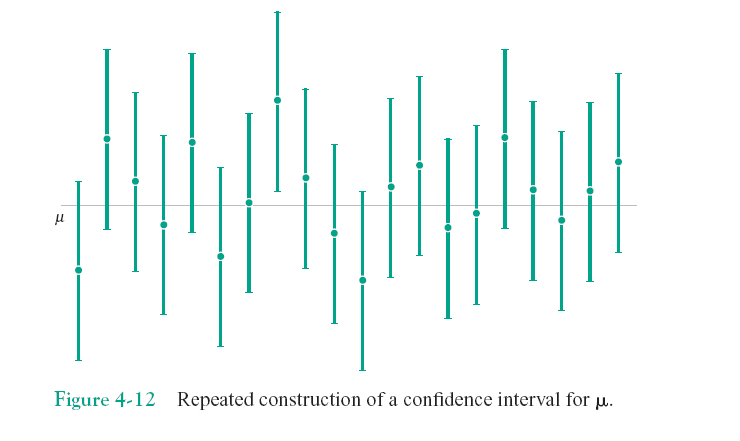 μ
Figure 4-12 Repeated construction of a confidence interval for μ.